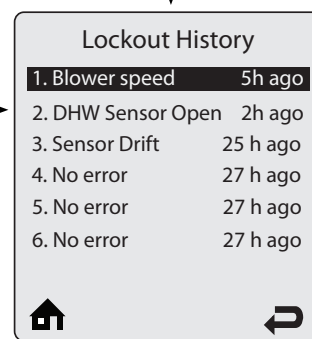 Lockout History
1. Blower speed 5h ago
2. DHW Sensor Open 2h ago
3. Sensor Drift 25 h ago
4. No error 27 h ago
5. No error 27 h ago
6. No error 27 h ago